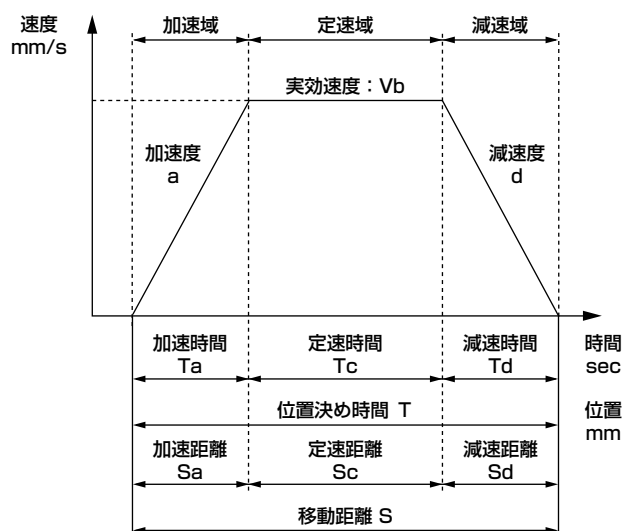 速度
mm/s
加速域
定速域
減速域
実効速度：Vb
加速度
a
減速度
d
加速時間
Ta
定速時間
Tc
減速時間
Td
時間
sec
位置決め時間 T
位置
mm
加速距離
Sa
定速距離
Sc
減速距離
Sd
移動距離 S